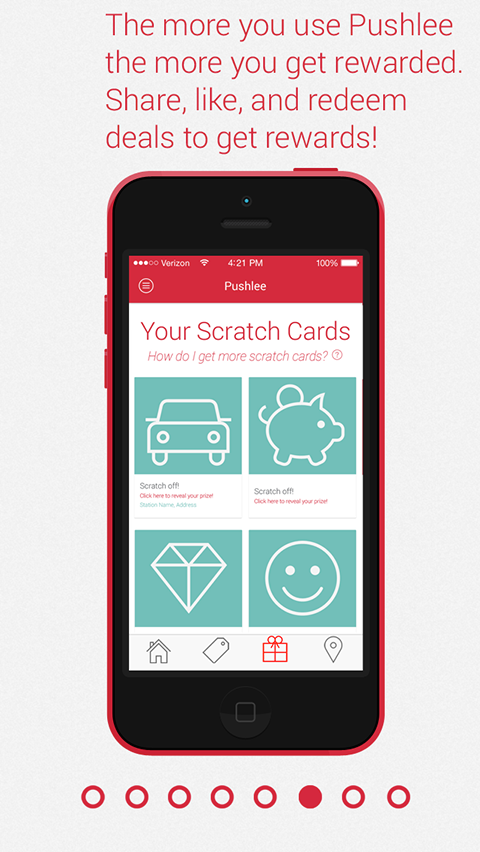 The more you use Pushlee
the more you get rewarded.
Share, like, and redeem
deals to get rewards!
Verizon 4:21 PM 100%
Pushlee
Your Scratch Cards
How do I get more scratch cards? ?
Scratch off!
Click here to reveal your prize!
Station Name, Address
Scratch off!
Click here to reveal your prize!